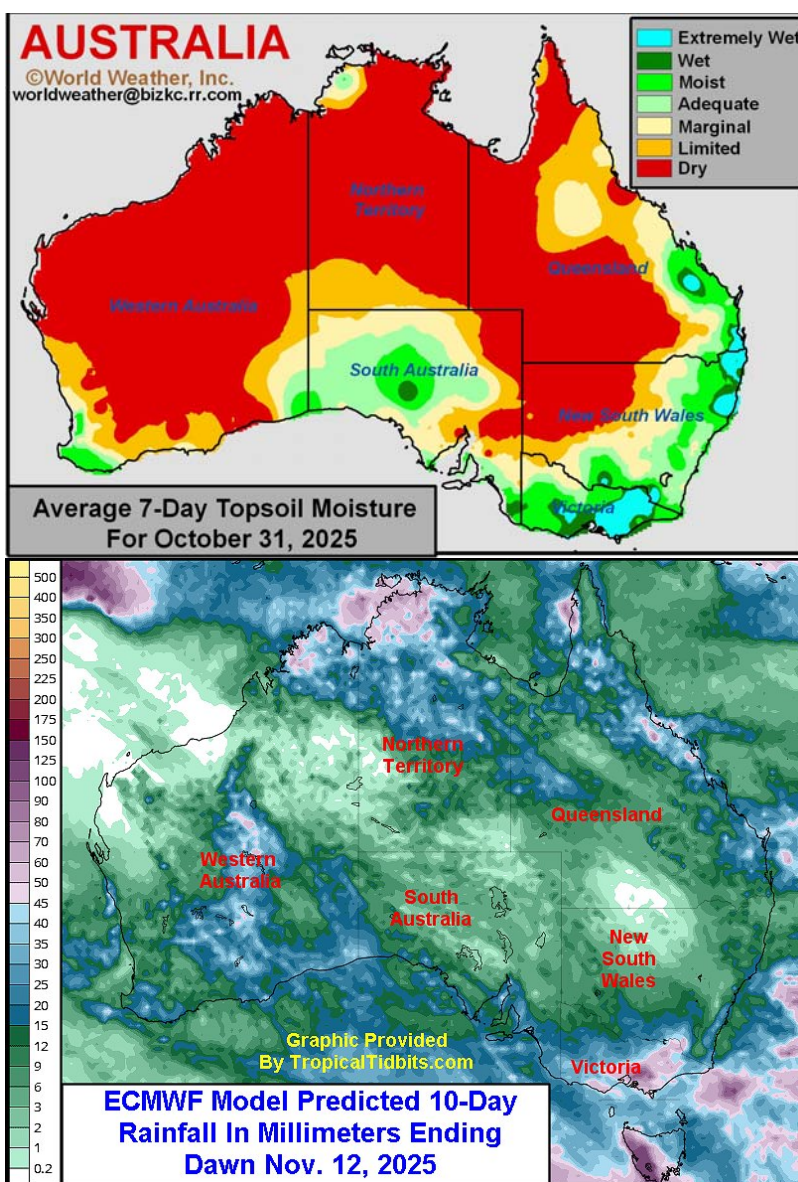 AUSTRALIA
©World Weather, Inc.
worldweather@bizkc.rr.com
Extremely Wet
Wet
Moist
Adequate
Marginal
Limited
Dry
Northern
Territory
Queensland
Western Australia
South Australia
New South Wales
Victoria
Average 7-Day Topsoil Moisture
For October 31, 2025
500
400
350
300
250
225
200
175
150
125
100
90
80
70
60
50
45
40
35
30
25
20
15
12
9
6
3
2
1
0.2
Northern
Territory
Queensland
Western
Australia
South
Australia
New
South
Wales
Graphic Provided
By TropicalTidbits.com
Victoria
ECMWF Model Predicted 10-Day
Rainfall In Millimeters Ending
Dawn Nov. 12, 2025